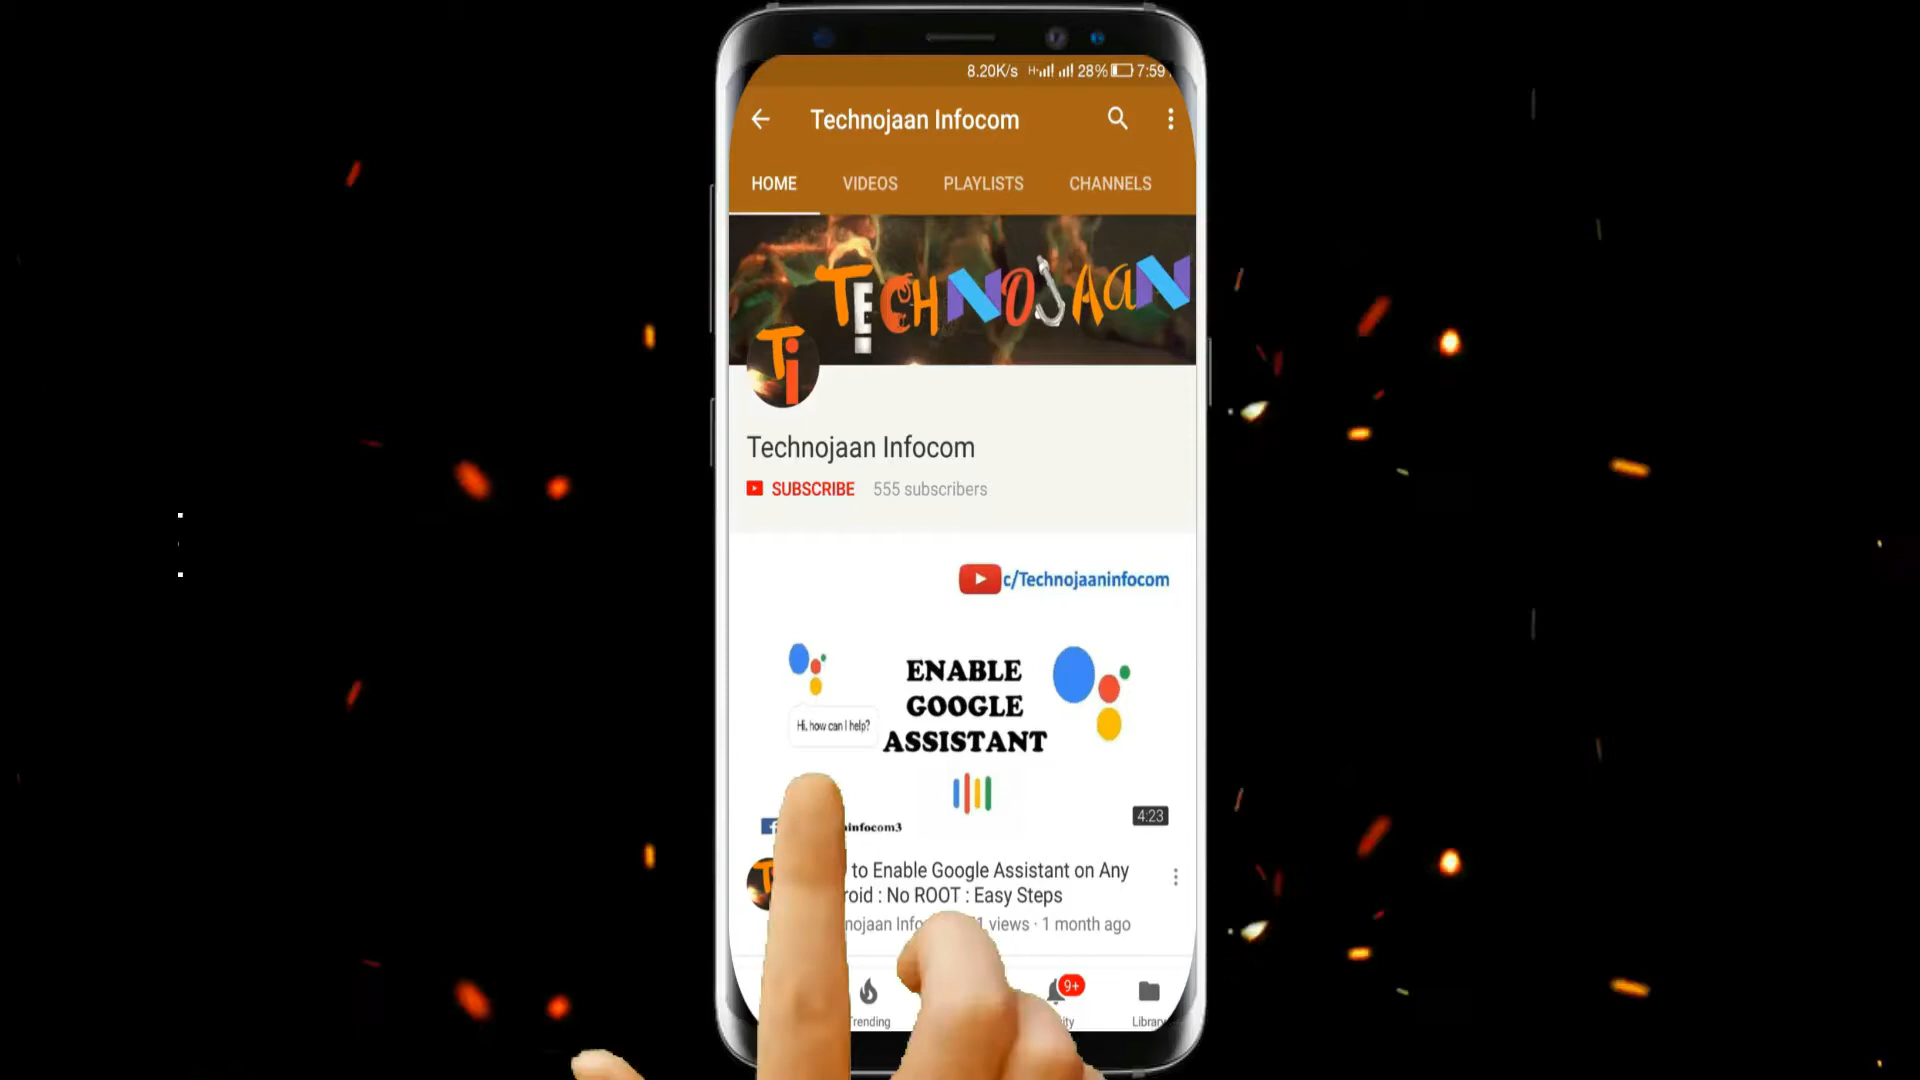 8.20K/s H+ 28% 7:59
Technojaan Infocom
HOME VIDEOS PLAYLISTS CHANNELS
TECHNOJAAN
Ti
Technojaan Infocom
SUBSCRIBE 555 subscribers
c/Technojaaninfocom
ENABLE
GOOGLE
ASSISTANT
Hi, how can I help?
4:23
to Enable Google Assistant on Any
: No ROOT : Easy Steps
views · 1 month ago
9+
Trending